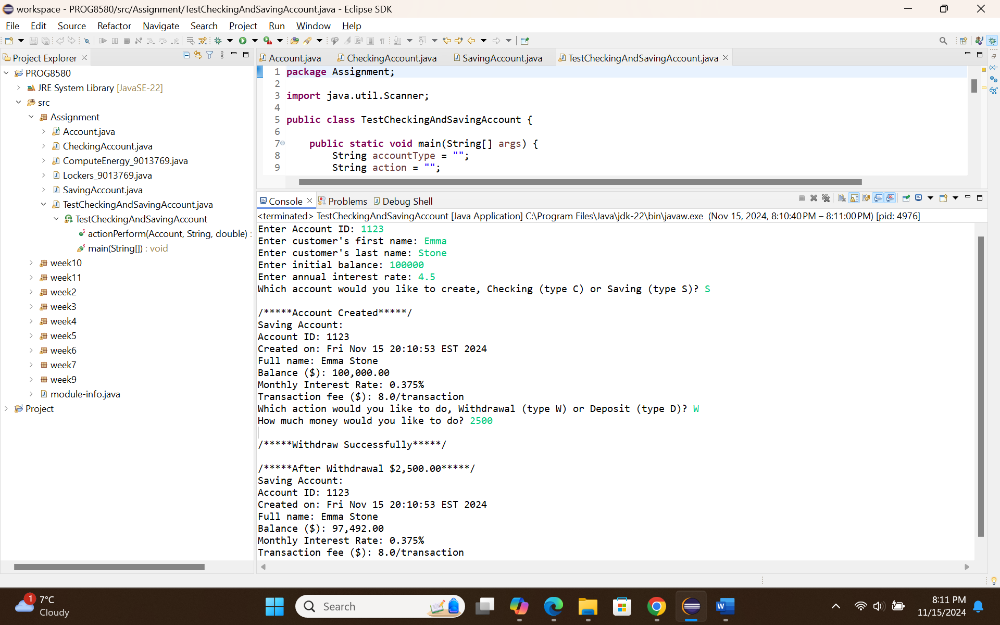 workspace - PROG8580/src/Assignment/TestCheckingAndSavingAccount.java - Eclipse SDK
File Edit Source Refactor Navigate Search Project Run Window Help
Project Explorer
PROG8580
JRE System Library [JavaSE-22]
src
Assignment
Account.java
CheckingAccount.java
ComputeEnergy_9013769.java
Lockers_9013769.java
SavingAccount.java
TestCheckingAndSavingAccount.java
TestCheckingAndSavingAccount
actionPerform(Account, String, double) :
main(String[]) : void
week10
week11
week2
week3
week4
week5
week6
week7
week9
module-info.java
Project
Account.java CheckingAccount.java SavingAccount.java TestCheckingAndSavingAccount.java
1 package Assignment;
2
3 import java.util.Scanner;
4
5 public class TestCheckingAndSavingAccount {
6
7 public static void main(String[] args) {
8 String accountType = "";
9 String action = "";
Console Problems Debug Shell
<terminated> TestCheckingAndSavingAccount [Java Application] C:\Program Files\Java\jdk-22\bin\javaw.exe (Nov 15, 2024, 8:10:40 PM – 8:11:00 PM) [pid: 4976]
Enter Account ID: 1123
Enter customer's first name: Emma
Enter customer's last name: Stone
Enter initial balance: 100000
Enter annual interest rate: 4.5
Which account would you like to create, Checking (type C) or Saving (type S)? S
/*****Account Created*****/
Saving Account:
Account ID: 1123
Created on: Fri Nov 15 20:10:53 EST 2024
Full name: Emma Stone
Balance ($): 100,000.00
Monthly Interest Rate: 0.375%
Transaction fee ($): 8.0/transaction
Which action would you like to do, Withdrawal (type W) or Deposit (type D)? W
How much money would you like to do? 2500
/*****Withdraw Successfully*****/
/*****After Withdrawal $2,500.00*****/
Saving Account:
Account ID: 1123
Created on: Fri Nov 15 20:10:53 EST 2024
Full name: Emma Stone
Balance ($): 97,492.00
Monthly Interest Rate: 0.375%
Transaction fee ($): 8.0/transaction
1
7°C
Cloudy
Search
8:11 PM
11/15/2024